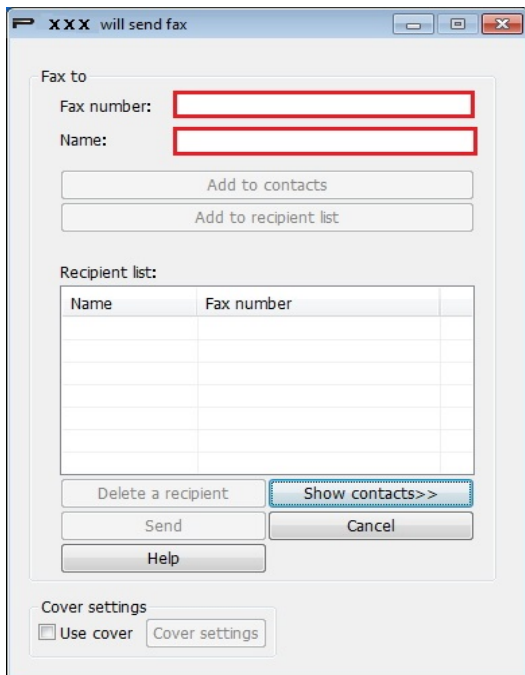 XXX will send fax
Fax to
Fax number:
Name:
Add to contacts
Add to recipient list
Recipient list:
Name Fax number
Delete a recipient Show contacts>>
Send Cancel
Help
Cover settings
Use cover Cover settings